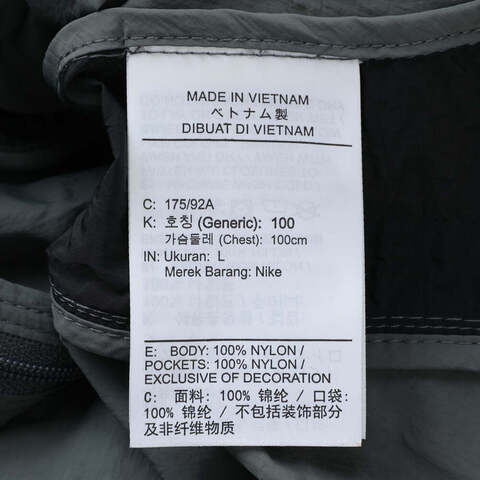 MADE IN VIETNAM
ベトナム製
DIBUAT DI VIETNAM
C: 175/92A
K: 호칭 (Generic): 100
가슴둘레 (Chest): 100cm
IN: Ukuran: L
Merek Barang: Nike
E: BODY: 100% NYLON/
POCKETS: 100% NYLON/
EXCLUSIVE OF DECORATION
C: 面料: 100% 锦纶 / 口袋:
100% 锦纶 / 不包括装饰部分
及非纤维物质